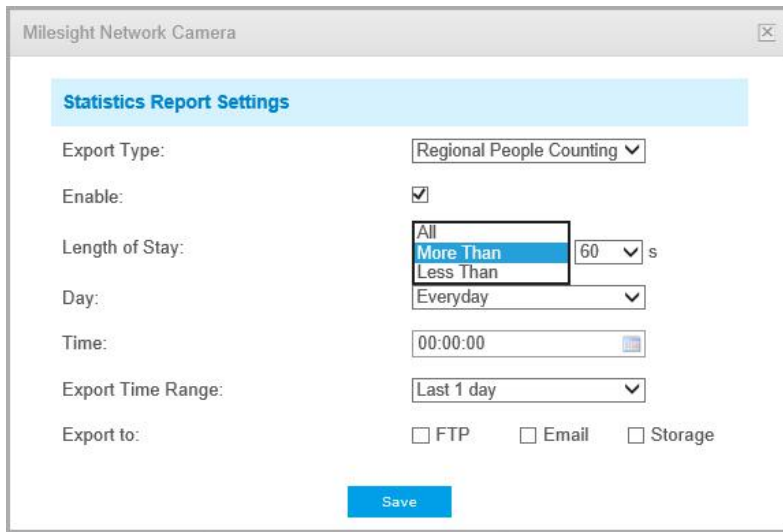 Milesight Network Camera
Statistics Report Settings
Export Type: Regional People Counting
Enable:
All
Length of Stay: More Than 60 s
Less Than
Day: Everyday
Time: 00:00:00
Export Time Range: Last 1 day
Export to: FTP Email Storage
Save